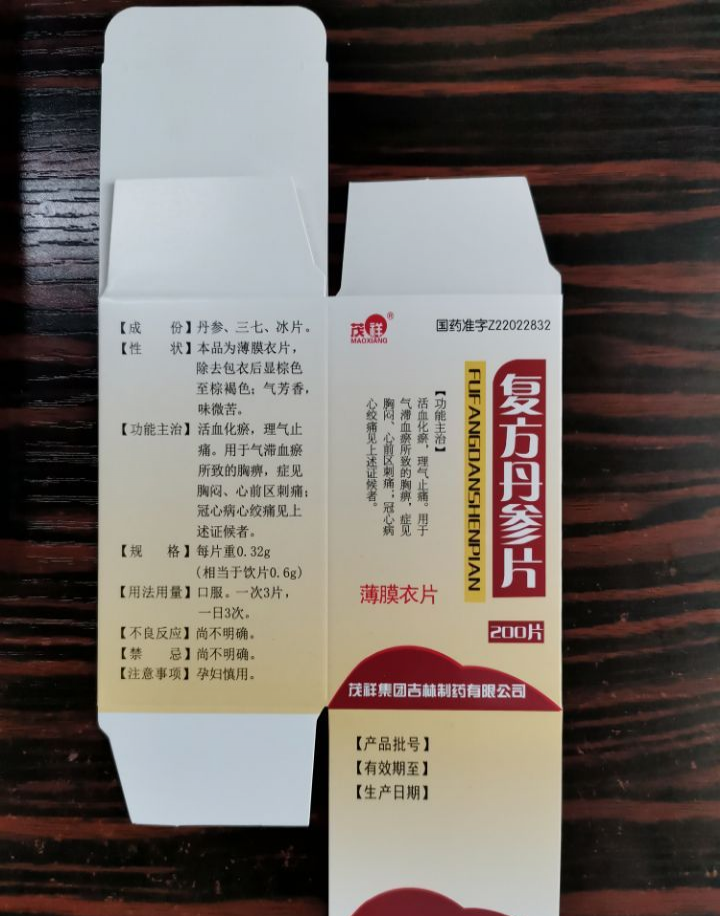 【成　份】丹参、三七、冰片。
【性　状】本品为薄膜衣片，
除去包衣后显棕色
至棕褐色；气芳香，
味微苦。
【功能主治】活血化瘀，理气止
痛。用于气滞血瘀
所致的胸痹，症见
胸闷、心前区刺痛；
冠心病心绞痛见上
述证候者。
【规　格】每片重0.32g
(相当于饮片0.6g)
【用法用量】口服。一次3片，
一日3次。
【不良反应】尚不明确。
【禁　忌】尚不明确。
【注意事项】孕妇慎用。
茂祥®
MAOXIANG
国药准字Z22022832
复方丹参片
FUFANGDANSHENPIAN
【功能主治】
活血化瘀，理气止痛。用于
气滞血瘀所致的胸痹，症见
胸闷、心前区刺痛；冠心病
心绞痛见上述证候者。
薄膜衣片
200片
茂祥集团吉林制药有限公司
【产品批号】
【有效期至】
【生产日期】